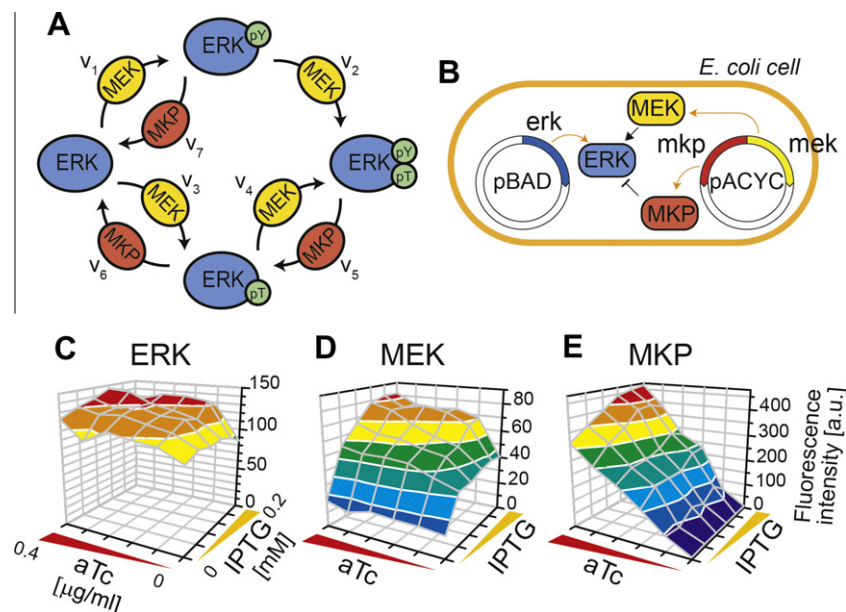 A
ERK
pY
v1
MEK
MEK
v2
MKP
v7
ERK
ERK
pY
pT
v3
MEK
v4
MEK
MKP
v6
MKP
v5
ERK
pT
B
E. coli cell
erk
MEK
mkp
mek
ERK
pBAD
pACYC
MKP
C
ERK
150
100
50
0
0.2
0
IPTG
[mM]
0.4
aTc
0
[µg/ml]
D
MEK
80
60
40
20
0
IPTG
aTc
E
MKP
400
300
200
100
0
Fluorescence
intensity [a.u.]
IPTG
aTc